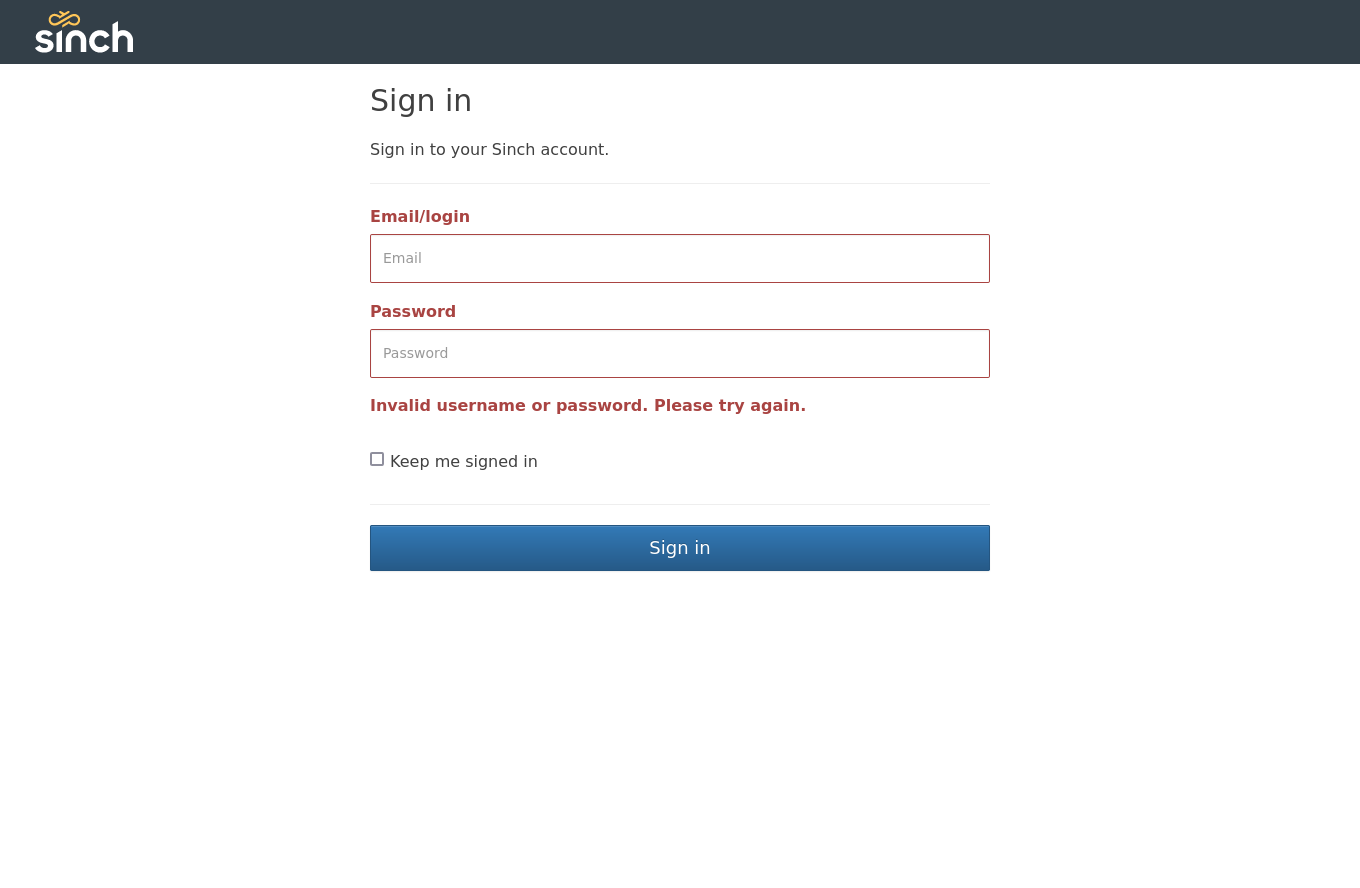 sinch
Sign in
Sign in to your Sinch account.
Email/login
Email
Password
Password
Invalid username or password. Please try again.
Keep me signed in
Sign in